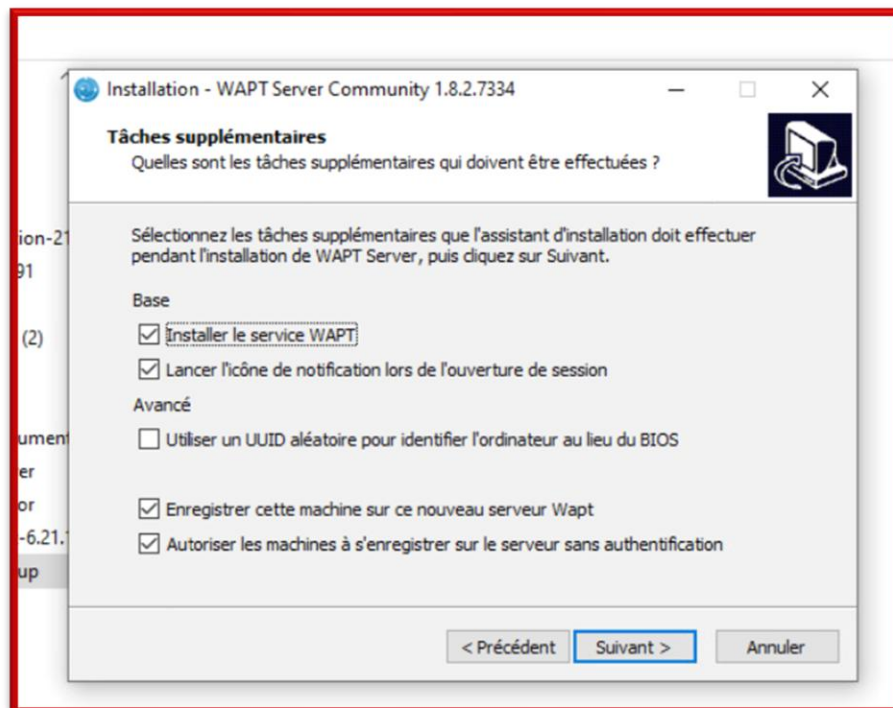 Installation - WAPT Server Community 1.8.2.7334
Tâches supplémentaires
Quelles sont les tâches supplémentaires qui doivent être effectuées ?
ion-21
Sélectionnez les tâches supplémentaires que l'assistant d'installation doit effectuer
91
pendant l'installation de WAPT Server, puis cliquez sur Suivant.
Base
(2)
Installer le service WAPT
Lancer l'icône de notification lors de l'ouverture de session
Avancé
ument
Utiliser un UUID aléatoire pour identifier l'ordinateur au lieu du BIOS
er
or
Enregistrer cette machine sur ce nouveau serveur Wapt
-6.21.
Autoriser les machines à s'enregistrer sur le serveur sans authentification
up
< Précédent Suivant > Annuler